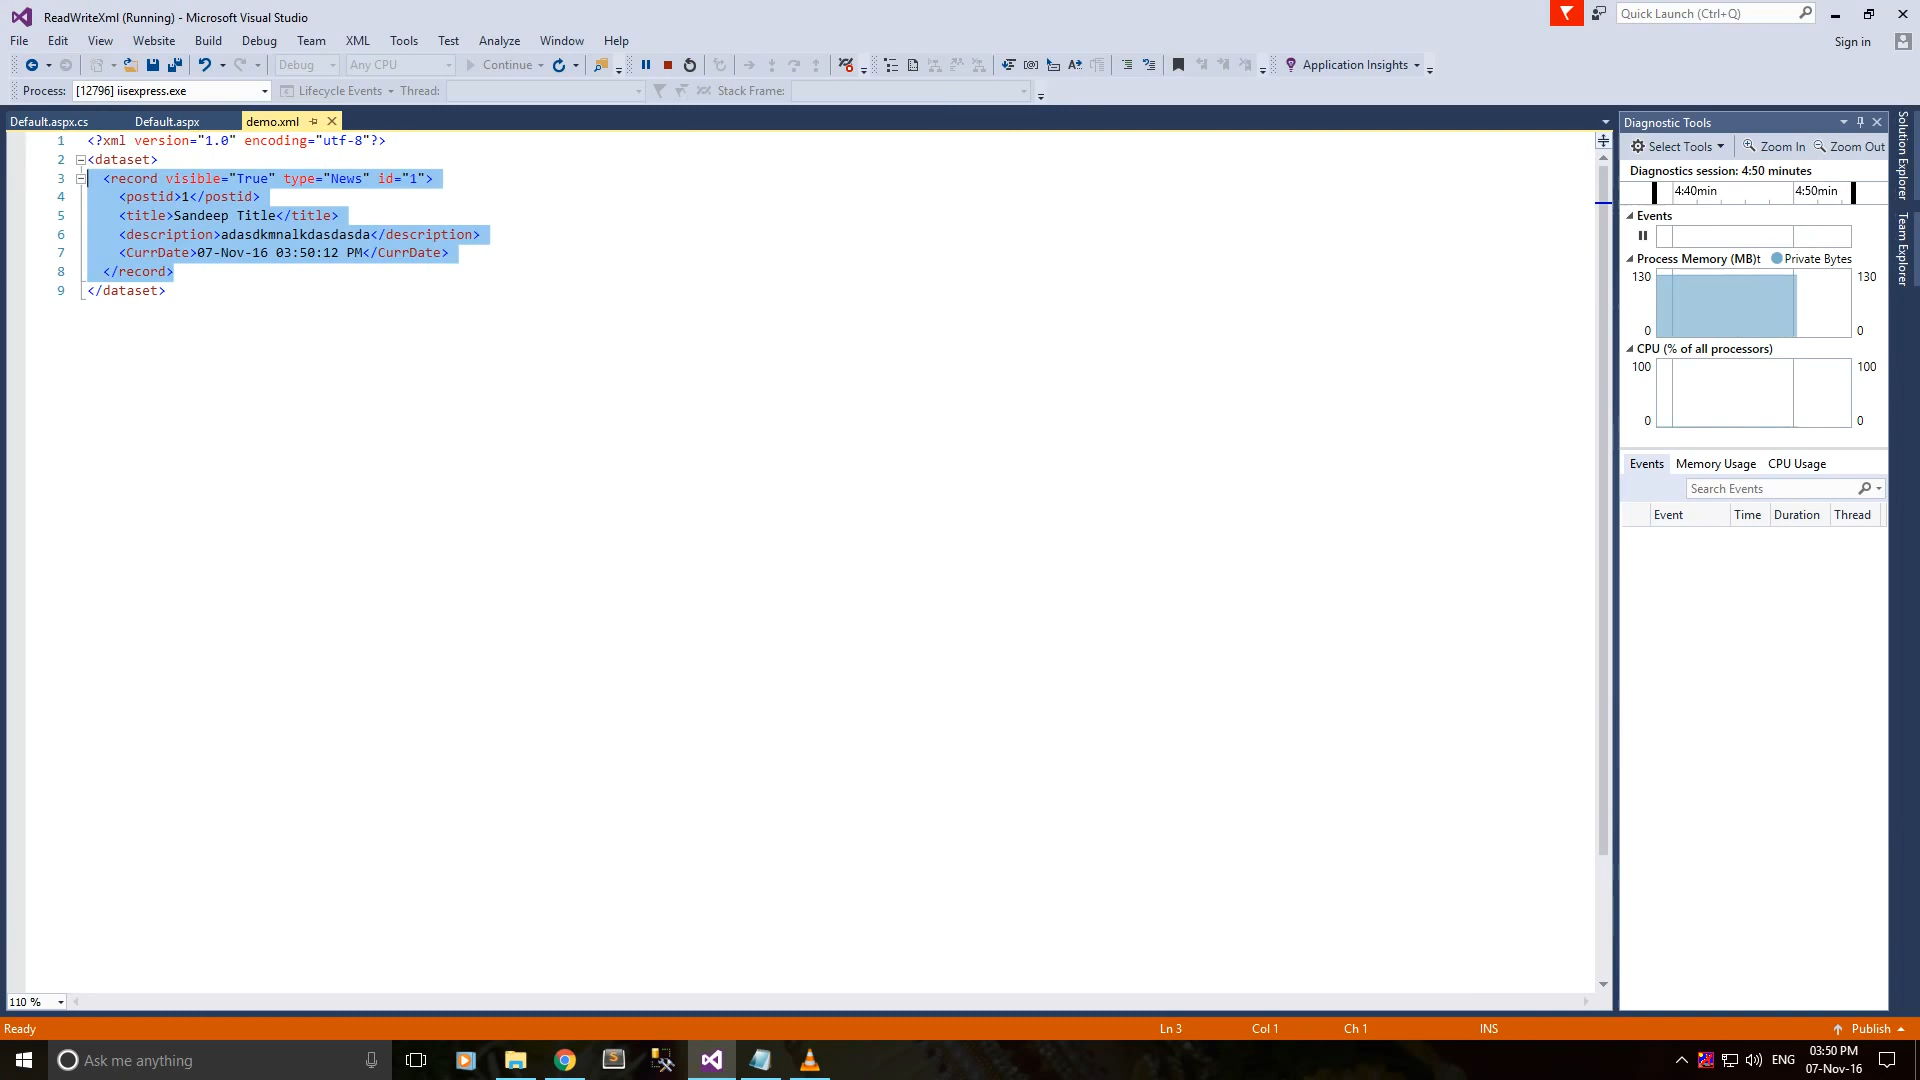 ReadWriteXml (Running) - Microsoft Visual Studio
Quick Launch (Ctrl+Q)
File Edit View Website Build Debug Team XML Tools Test Analyze Window Help
Sign in
Debug Any CPU Continue Application Insights
Process: [12796] iisexpress.exe Lifecycle Events Thread: Stack Frame:
Default.aspx.cs Default.aspx demo.xml
1 <?xml version="1.0" encoding="utf-8"?>
2 <dataset>
3 <record visible="True" type="News" id="1">
4 <postid>1</postid>
5 <title>Sandeep Title</title>
6 <description>adasdkmnalkdasdasda</description>
7 <CurrDate>07-Nov-16 03:50:12 PM</CurrDate>
8 </record>
9 </dataset>
110 %
Diagnostic Tools
Select Tools Zoom In Zoom Out
Diagnostics session: 4:50 minutes
4:40min 4:50min
Events
Process Memory (MB)t Private Bytes
130 130
0 0
CPU (% of all processors)
100 100
0 0
Events Memory Usage CPU Usage
Search Events
Event Time Duration Thread
Solution Explorer
Team Explorer
Ready Ln 3 Col 1 Ch 1 INS Publish
Ask me anything
ENG
03:50 PM
07-Nov-16